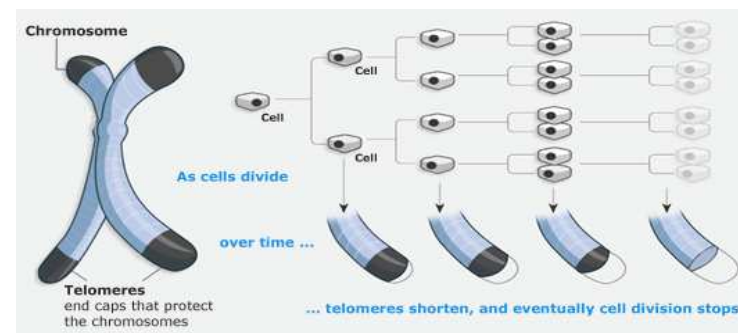 Chromosome
Cell
Cell
Cell
As cells divide
over time ...
Telomeres
end caps that protect
the chromosomes
... telomeres shorten, and eventually cell division stops